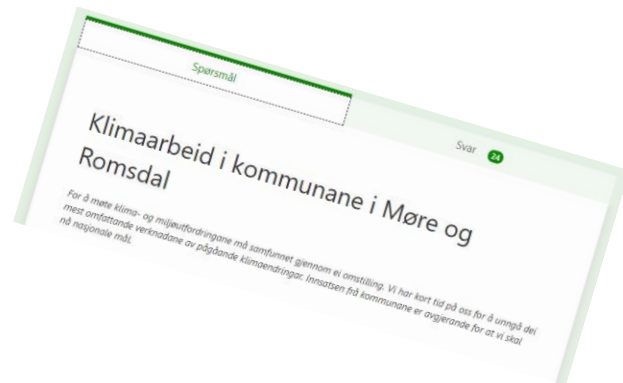 Spørsmål
Svar 24
Klimaarbeid i kommunane i Møre og
Romsdal
For å møte klima- og miljøutfordringane må samfunnet gjennom ei omstilling. Vi har kort tid på oss for å unngå dei
mest omfattande verknadane av pågåande klimaendringar. Innsatsen frå kommunane er avgjerande for at vi skal
nå nasjonale mål.